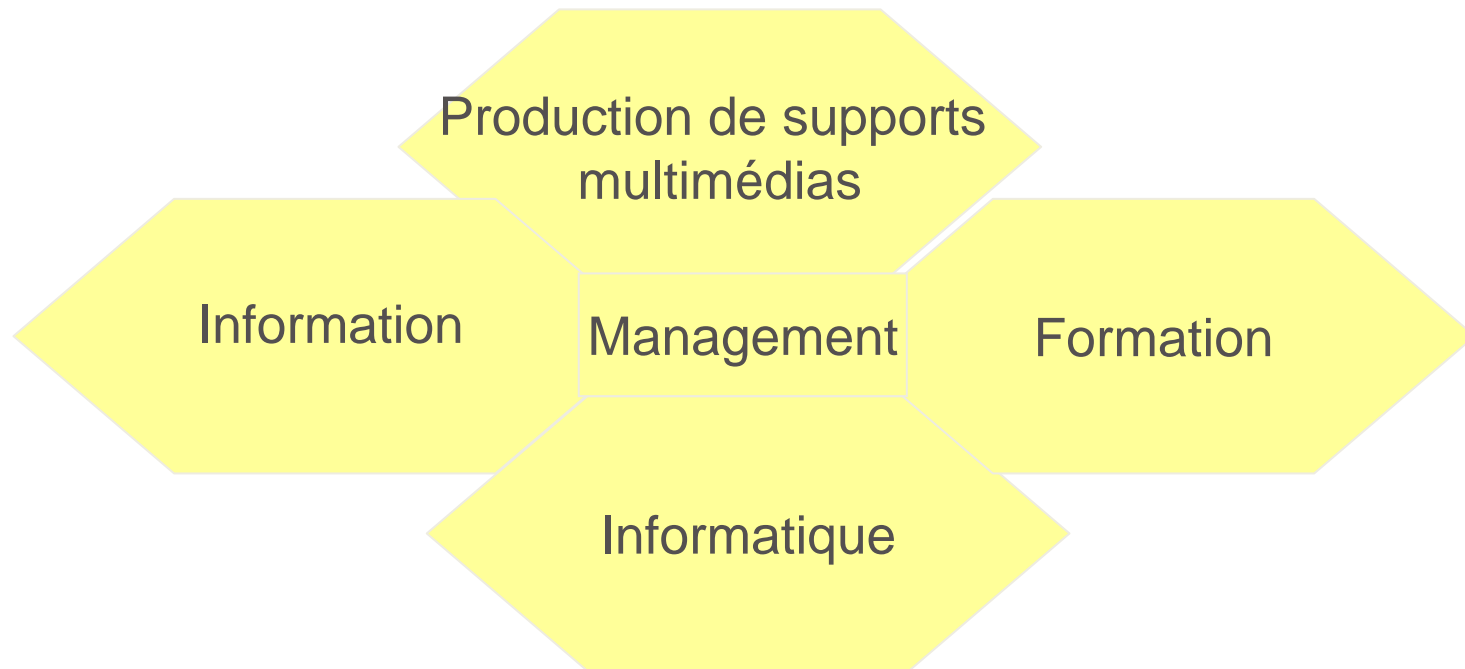 Production de supports
multimédias
Information
Management
Formation
Informatique